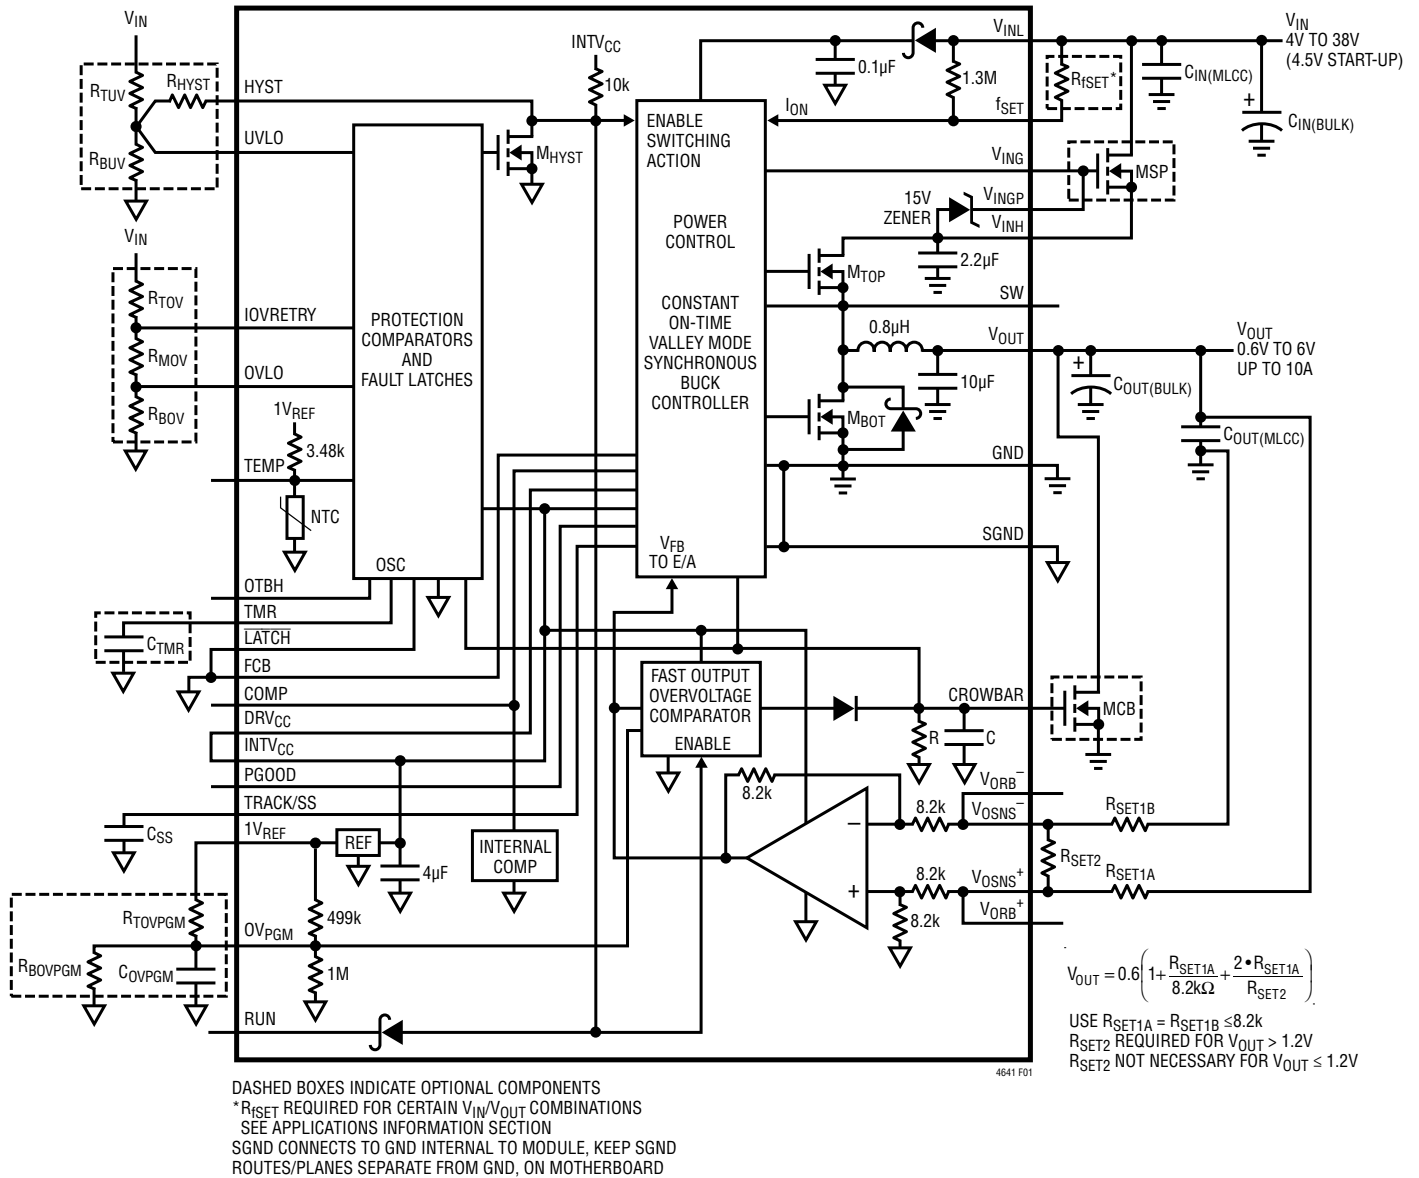 VIN
RTUV
RHYST
RBUV
HYST
UVLO
VIN
RTOV
RMOV
RBOV
IOVRETRY
OVLO
1VREF
3.48k
TEMP
NTC
PROTECTION
COMPARATORS
AND
FAULT LATCHES
OSC
INTVCC
10k
MHYST
ENABLE
SWITCHING
ACTION
POWER
CONTROL
CONSTANT
ON-TIME
VALLEY MODE
SYNCHRONOUS
BUCK
CONTROLLER
VFB
TO E/A
0.1µF
1.3M
ION
VINL
fSET
RfSET*
CIN(MLCC)
VIN
4V TO 38V
(4.5V START-UP)
+
CIN(BULK)
VING
MSP
15V
ZENER
VINGP
VINH
2.2µF
MTOP
SW
0.8µH
VOUT
10µF
MBOT
+
COUT(BULK)
VOUT
0.6V TO 6V
UP TO 10A
COUT(MLCC)
GND
SGND
OTBH
TMR
CTMR
LATCH
FCB
COMP
DRVCC
INTVCC
PGOOD
TRACK/SS
CSS
1VREF
REF
4µF
INTERNAL
COMP
499k
1M
RTOVPGM
RBOVPGM
COVPGM
OVPGM
RUN
FAST OUTPUT
OVERVOLTAGE
COMPARATOR
ENABLE
CROWBAR
R
C
MCB
8.2k
–
+
8.2k
8.2k
8.2k
VORB–
VOSNS–
VOSNS+
VORB+
RSET1B
RSET2
RSET1A
VOUT = 0.6(1+RSET1A/8.2kΩ+2•RSET1A/RSET2)
USE RSET1A = RSET1B ≤8.2k
RSET2 REQUIRED FOR VOUT > 1.2V
RSET2 NOT NECESSARY FOR VOUT ≤ 1.2V
4641 F01
DASHED BOXES INDICATE OPTIONAL COMPONENTS
*RfSET REQUIRED FOR CERTAIN VIN/VOUT COMBINATIONS
SEE APPLICATIONS INFORMATION SECTION
SGND CONNECTS TO GND INTERNAL TO MODULE, KEEP SGND
ROUTES/PLANES SEPARATE FROM GND, ON MOTHERBOARD